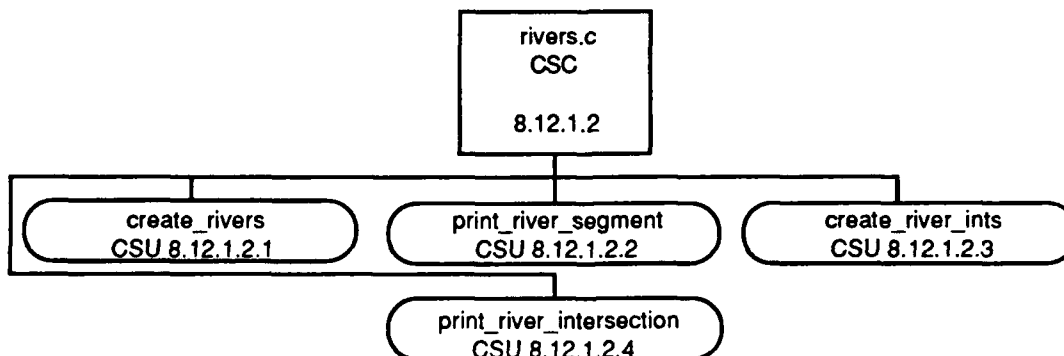 rivers.c
CSC
8.12.1.2
create_rivers
CSU 8.12.1.2.1
print_river_segment
CSU 8.12.1.2.2
create_river_ints
CSU 8.12.1.2.3
print_river_intersection
CSU 8.12.1.2.4